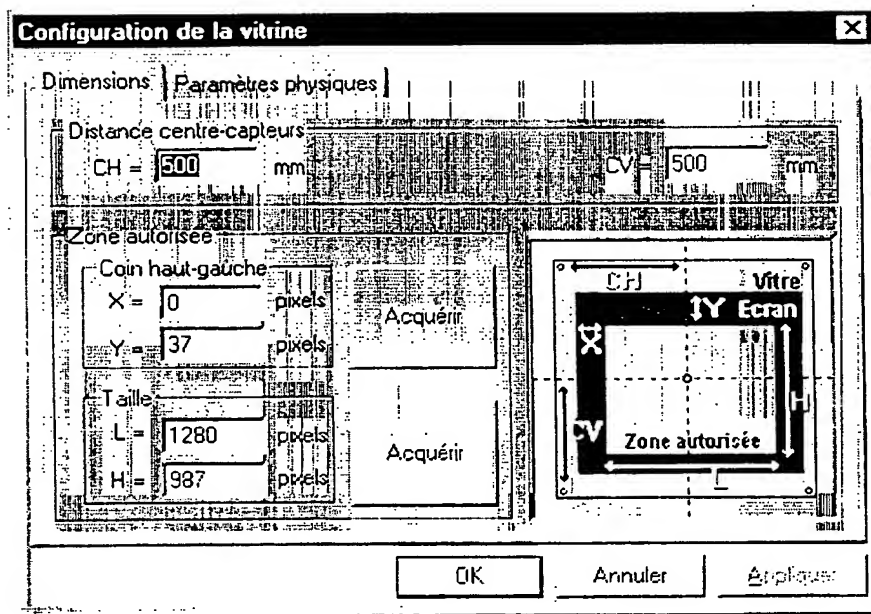 Configuration de la vitrine
Dimensions Paramètres physiques
Distance centre-capteurs
CH = 500 mm CV = 500 mm
Zone autorisée
Coin haut-gauche
X = 0 pixels
Y = 37 pixels
Acquérir
Taille
L = 1280 pixels
H = 987 pixels
Acquérir
CH Vitre
Y Ecran
X
H
CV
Zone autorisée
L
OK Annuler Appliquer